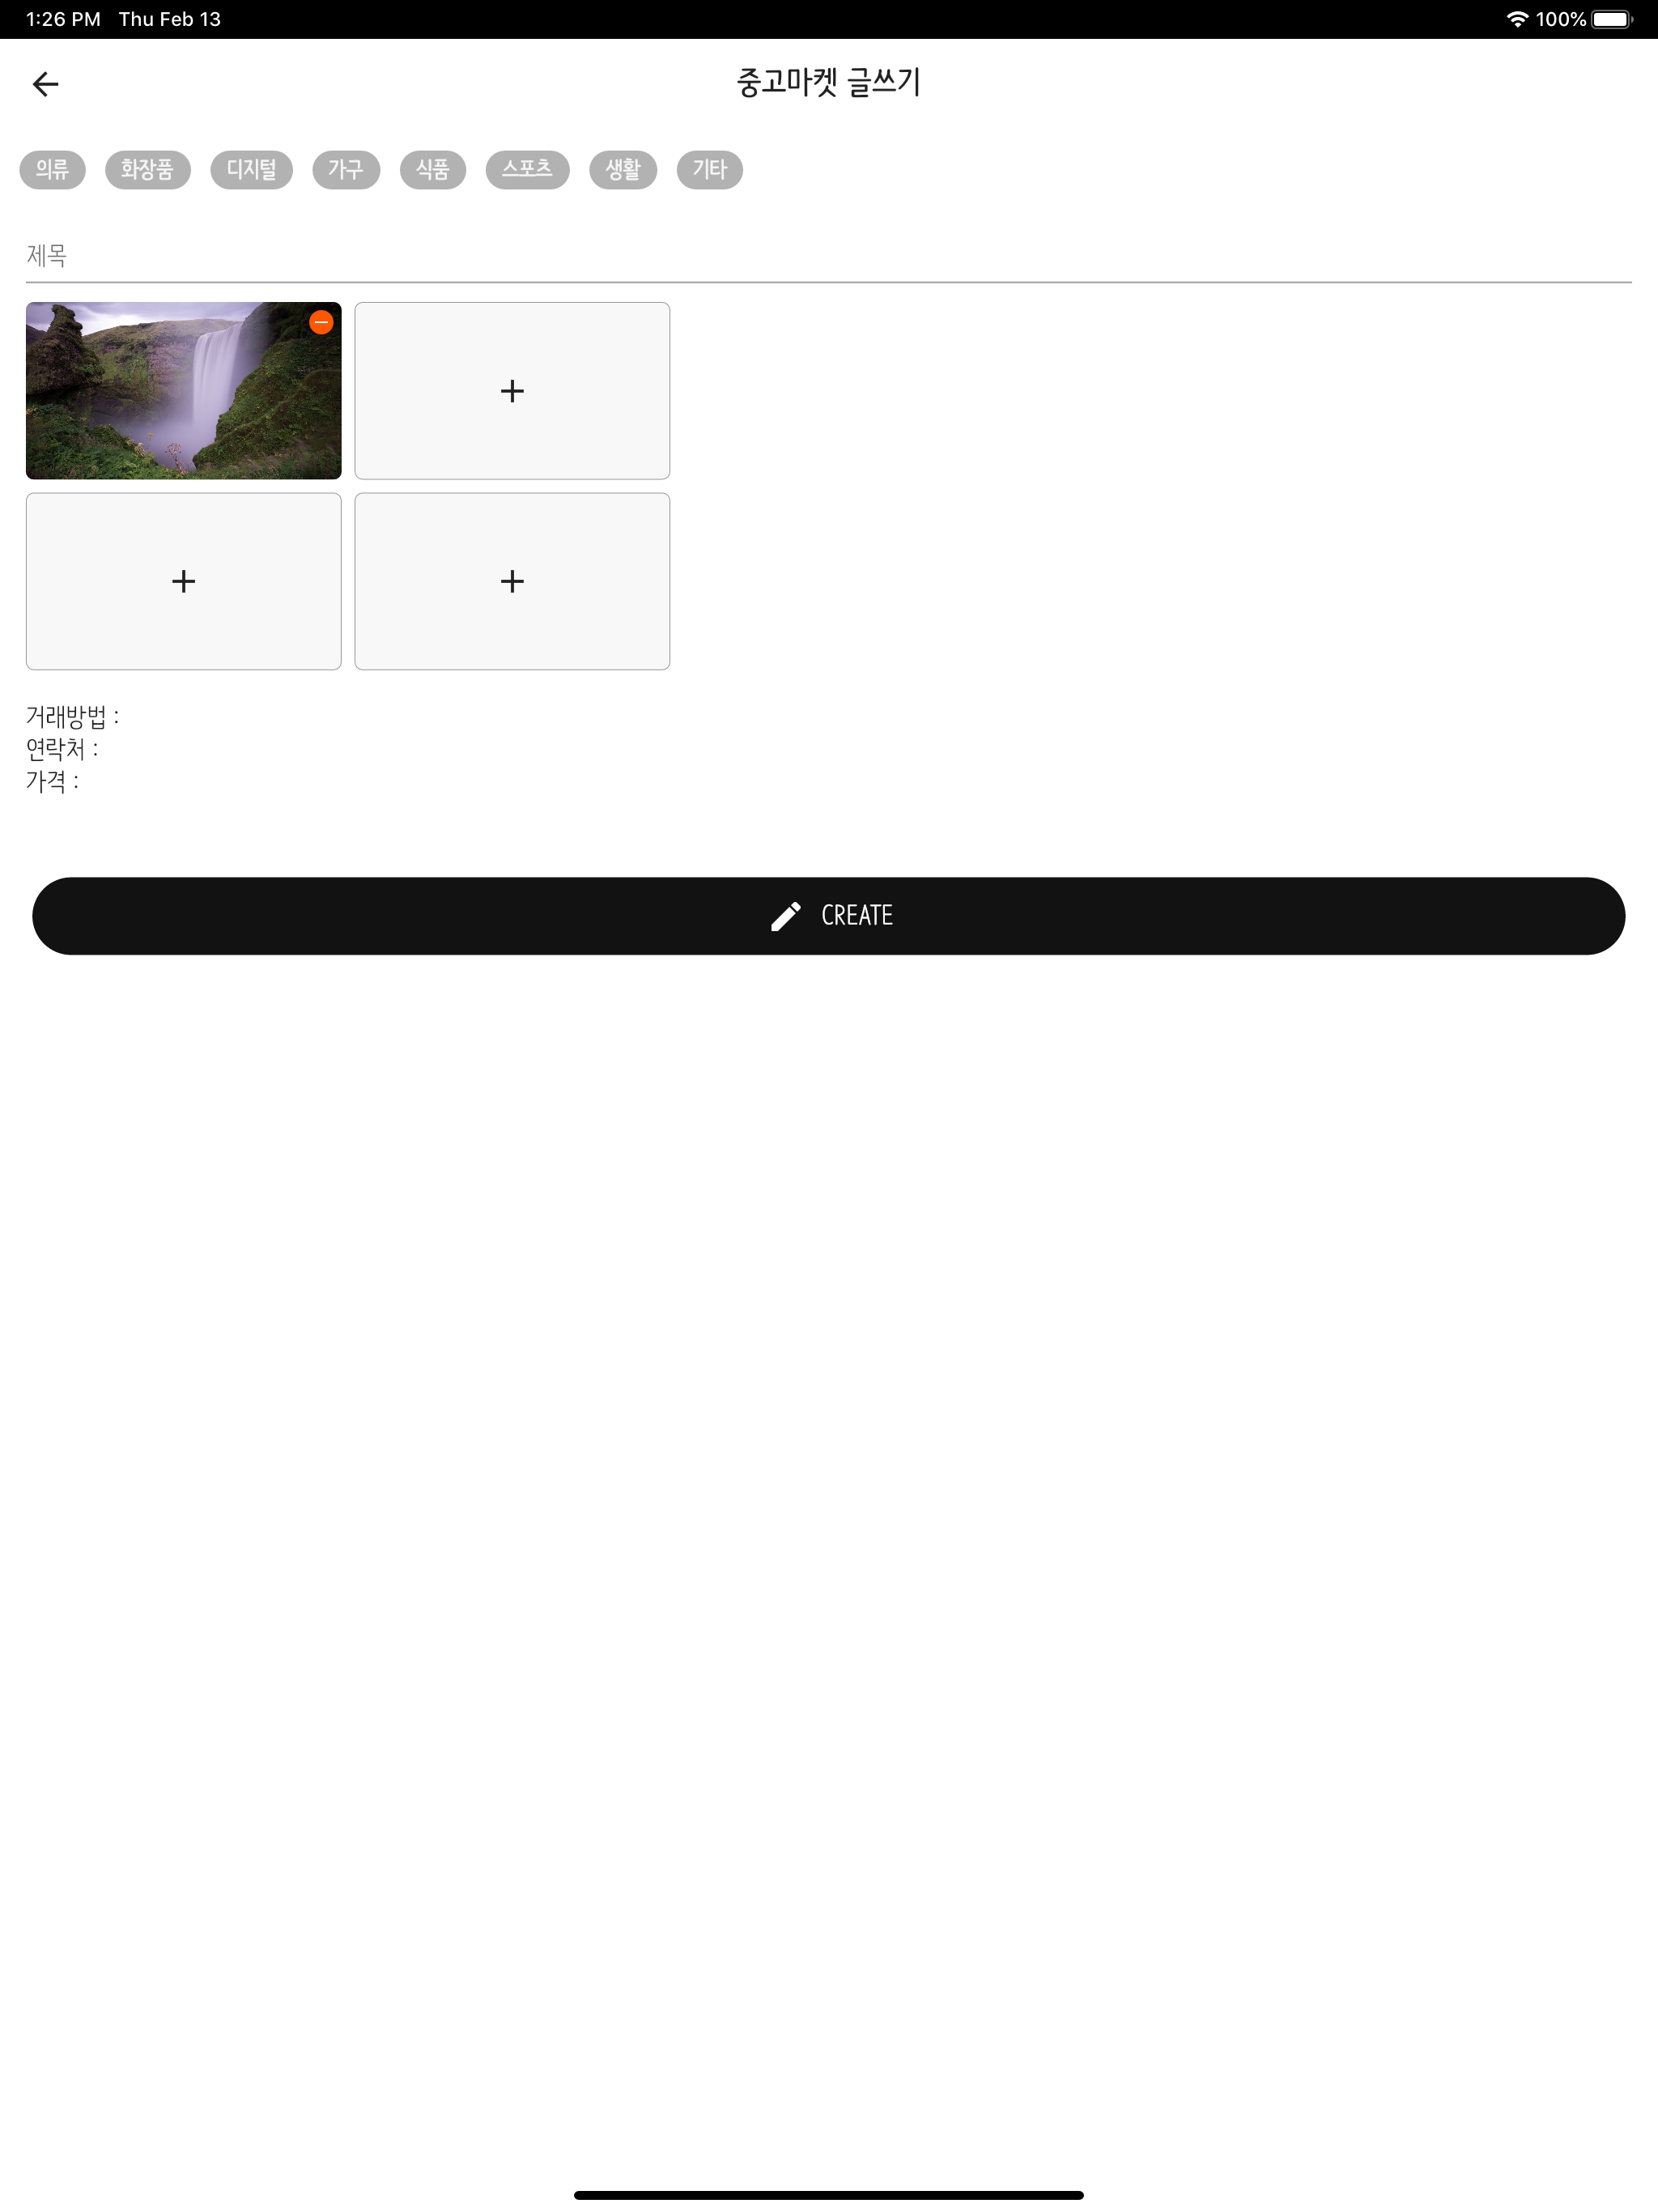 1:26 PM Thu Feb 13 100%
중고마켓 글쓰기
의류 화장품 디지털 가구 식품 스포츠 생활 기타
제목
거래방법 :
연락처 :
가격 :
CREATE